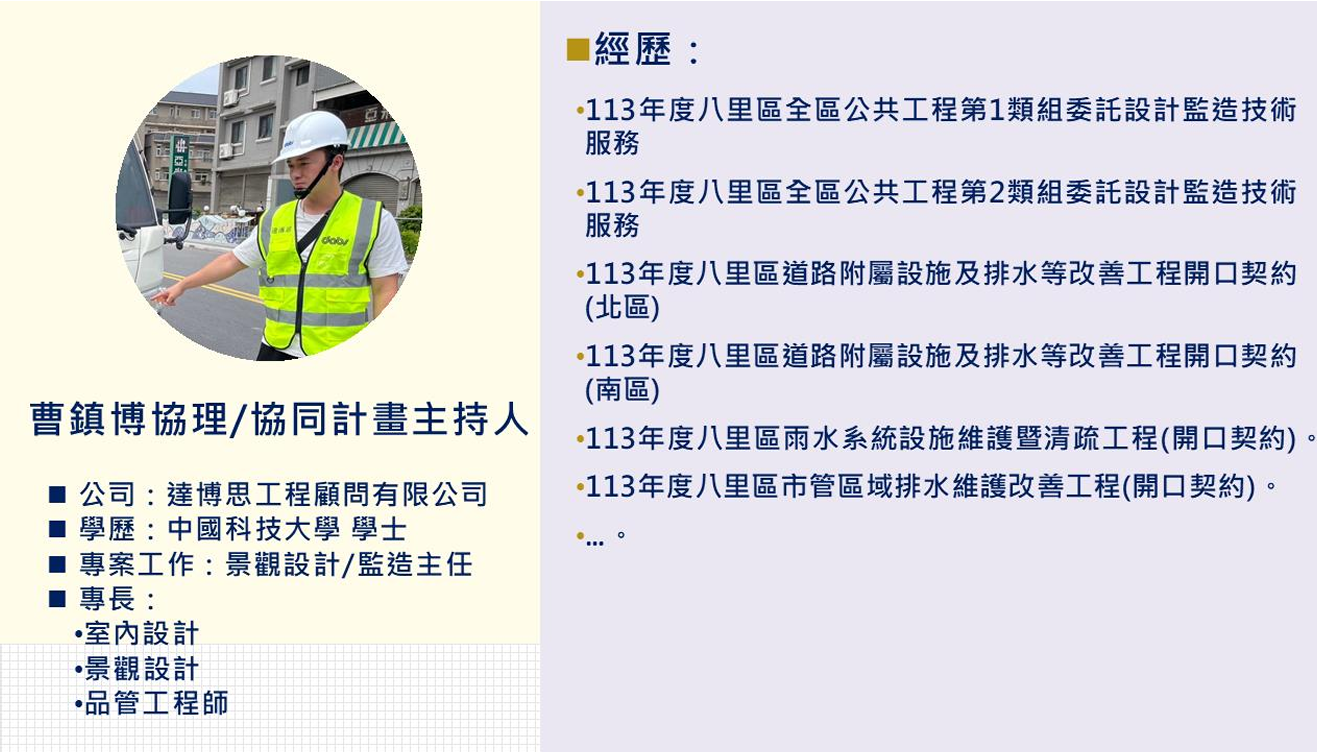 曹鎮博協理/協同計畫主持人
■ 公司：達博思工程顧問有限公司
■ 學歷：中國科技大學 學士
■ 專案工作：景觀設計/監造主任
■ 專長：
•室內設計
•景觀設計
•品管工程師
■經歷：
•113年度八里區全區公共工程第1類組委託設計監造技術
服務
•113年度八里區全區公共工程第2類組委託設計監造技術
服務
•113年度八里區道路附屬設施及排水等改善工程開口契約
(北區)
•113年度八里區道路附屬設施及排水等改善工程開口契約
(南區)
•113年度八里區雨水系統設施維護暨清疏工程(開口契約)。
•113年度八里區市管區域排水維護改善工程(開口契約)。
•... 。